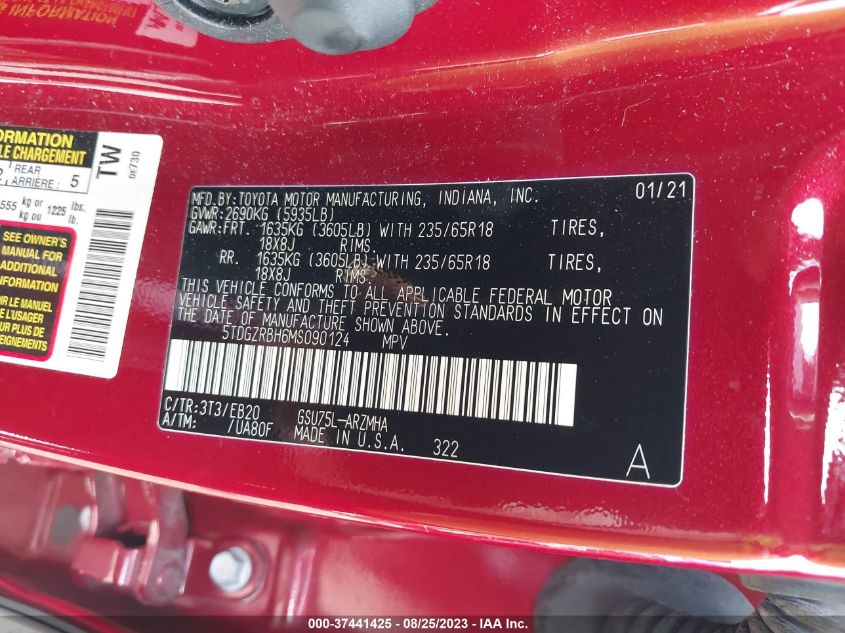 INFORMATION
ORMATION
LE CHARGEMENT
REAR
ARRIÈRE: 5
TW
DE730
555 kg or
kg ou 1225 lbs.
lb.
SEE OWNER'S
MANUAL FOR
ADDITIONAL
INFORMATION
LE MANUEL
DE L'USAGER
POUR PLUS DE
RENSEIGNEMENTS
MFD.BY:TOYOTA MOTOR MANUFACTURING, INDIANA, INC. 01/21
GVWR:2690KG (5935LB)
GAWR:FRT. 1635KG (3605LB) WITH 235/65R18 TIRES,
18X8J RIMS.
RR. 1635KG (3605LB) WITH 235/65R18 TIRES,
18X8J RIMS.
THIS VEHICLE CONFORMS TO ALL APPLICABLE FEDERAL MOTOR
VEHICLE SAFETY AND THEFT PREVENTION STANDARDS IN EFFECT ON
THE DATE OF MANUFACTURE SHOWN ABOVE.
5TDGZRBH6MS090124 MPV
C/TR:3T3/EB20 GSU75L-ARZMHA
A/TM: /UA80F MADE IN U.S.A. 322
A
000-37441425 - 08/25/2023 - IAA Inc.